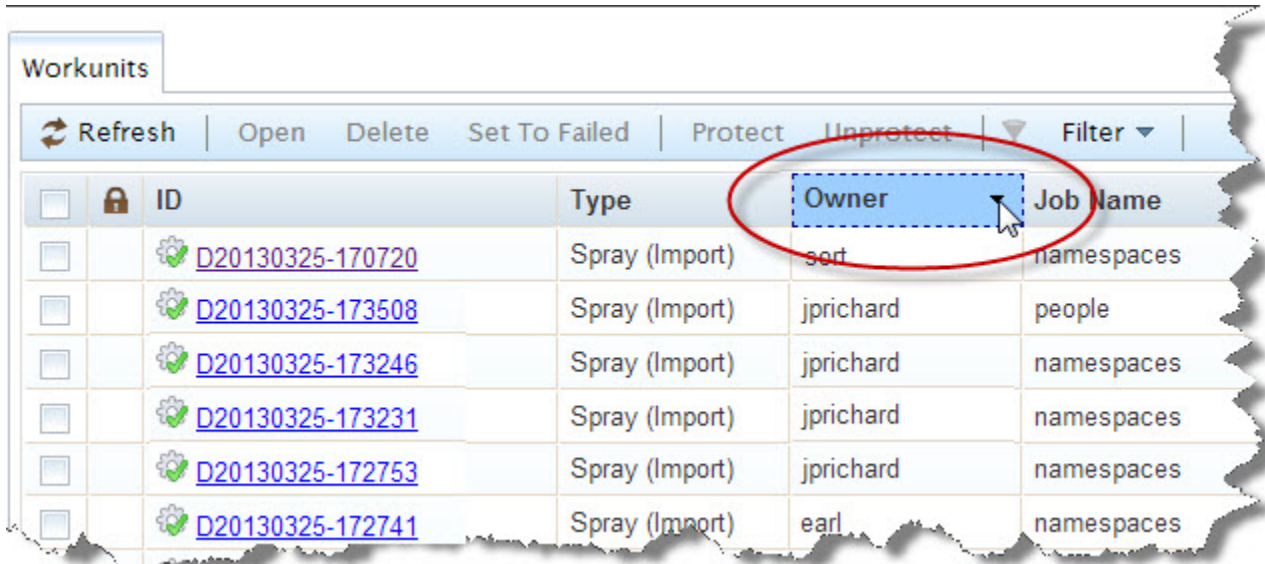 Workunits
Refresh Open Delete Set To Failed Protect Unprotect Filter
ID Type Owner Job Name
D20130325-170720 Spray (Import) sort namespaces
D20130325-173508 Spray (Import) jprichard people
D20130325-173246 Spray (Import) jprichard namespaces
D20130325-173231 Spray (Import) jprichard namespaces
D20130325-172753 Spray (Import) jprichard namespaces
D20130325-172741 Spray (Import) earl namespaces